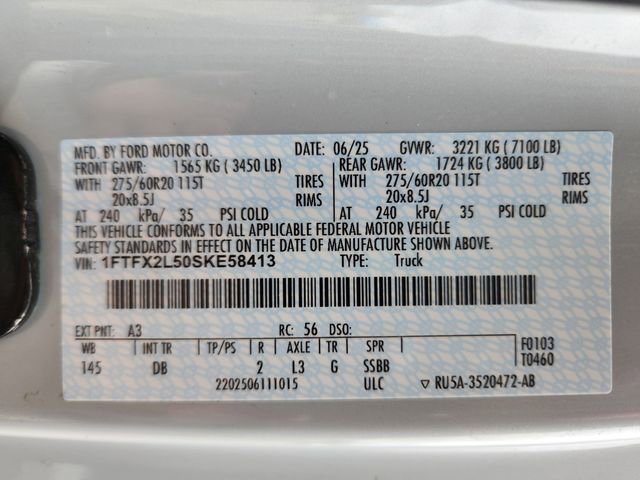 MFD. BY FORD MOTOR CO. DATE: 06/25 GVWR: 3221 KG ( 7100 LB)
FRONT GAWR: 1565 KG ( 3450 LB) REAR GAWR: 1724 KG ( 3800 LB)
WITH 275/60R20 115T TIRES WITH 275/60R20 115T TIRES
20x8.5J RIMS 20x8.5J RIMS
AT 240 kPa/ 35 PSI COLD AT 240 kPa/ 35 PSI COLD
THIS VEHICLE CONFORMS TO ALL APPLICABLE FEDERAL MOTOR VEHICLE
SAFETY STANDARDS IN EFFECT ON THE DATE OF MANUFACTURE SHOWN ABOVE.
VIN: 1FTFX2L50SKE58413 TYPE: Truck
EXT PNT: A3 RC: 56 DSO:
WB INT TR TP/PS R AXLE TR SPR F0103
145 DB 2 L3 G SSBB T0460
2202506111015 ULC ▽ RU5A-3520472-AB